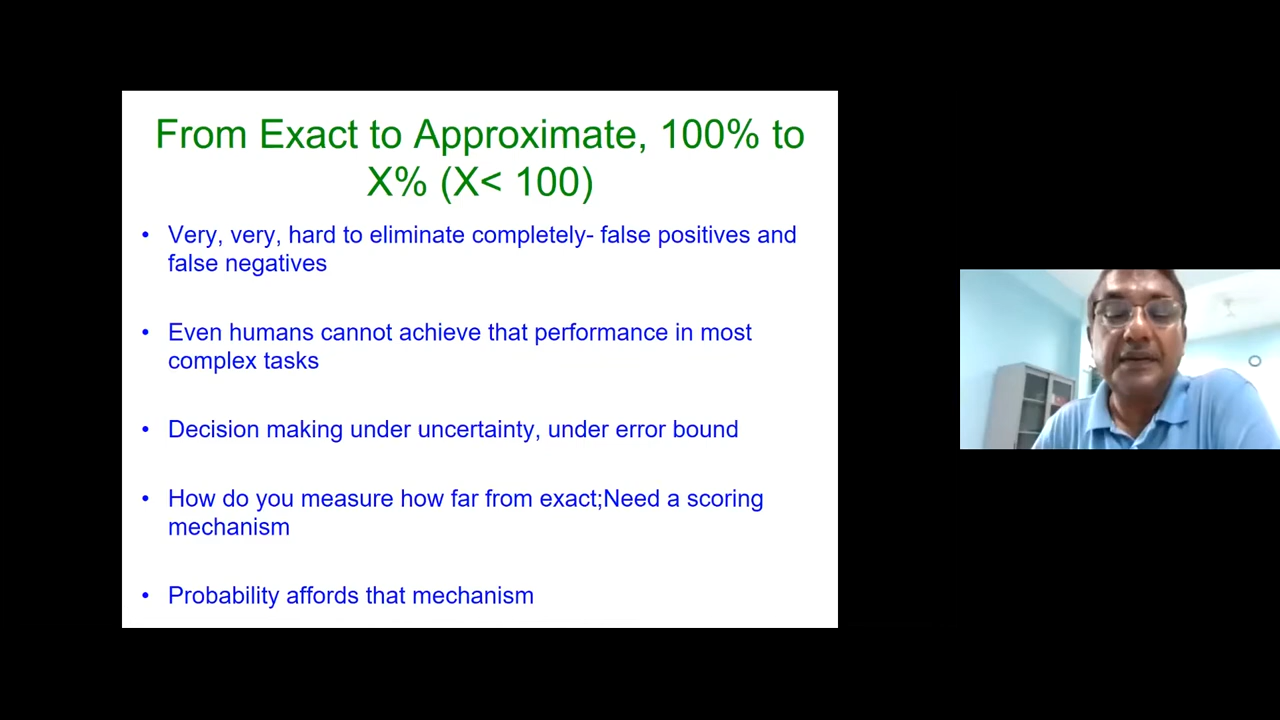 From Exact to Approximate, 100% to
X% (X< 100)
• Very, very, hard to eliminate completely- false positives and
false negatives
• Even humans cannot achieve that performance in most
complex tasks
• Decision making under uncertainty, under error bound
• How do you measure how far from exact;Need a scoring
mechanism
• Probability affords that mechanism